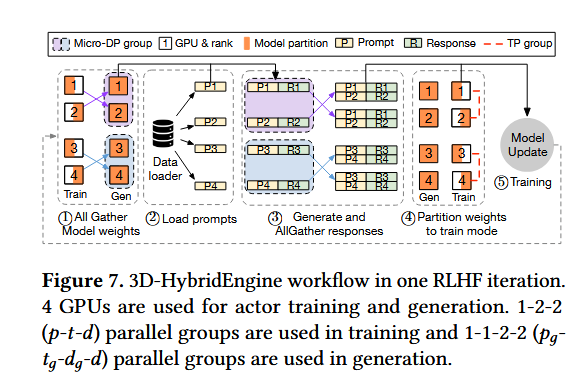 Micro-DP group 1 GPU & rank Model partition P Prompt R Response TP group
1 1 P1 P1 R1 P1 R1 1 1
P2 R2
2 2 P2 P2 R2 P1 R1 2 2
P2 R2
3 3 P3 P3 R3 P3 R3 3 3
P4 R4
4 4 P4 P4 R4 P3 R3 4 4
P4 R4
Data
loader
Model
Update
Train Gen
Gen Train
⑤ Training
① All Gather
Model weights
② Load prompts
③ Generate and
AllGather responses
④ Partition weights
to train mode
Figure 7. 3D-HybridEngine workflow in one RLHF iteration.
4 GPUs are used for actor training and generation. 1-2-2
(p-t-d) parallel groups are used in training and 1-1-2-2 (pg-
tg-dg-d) parallel groups are used in generation.